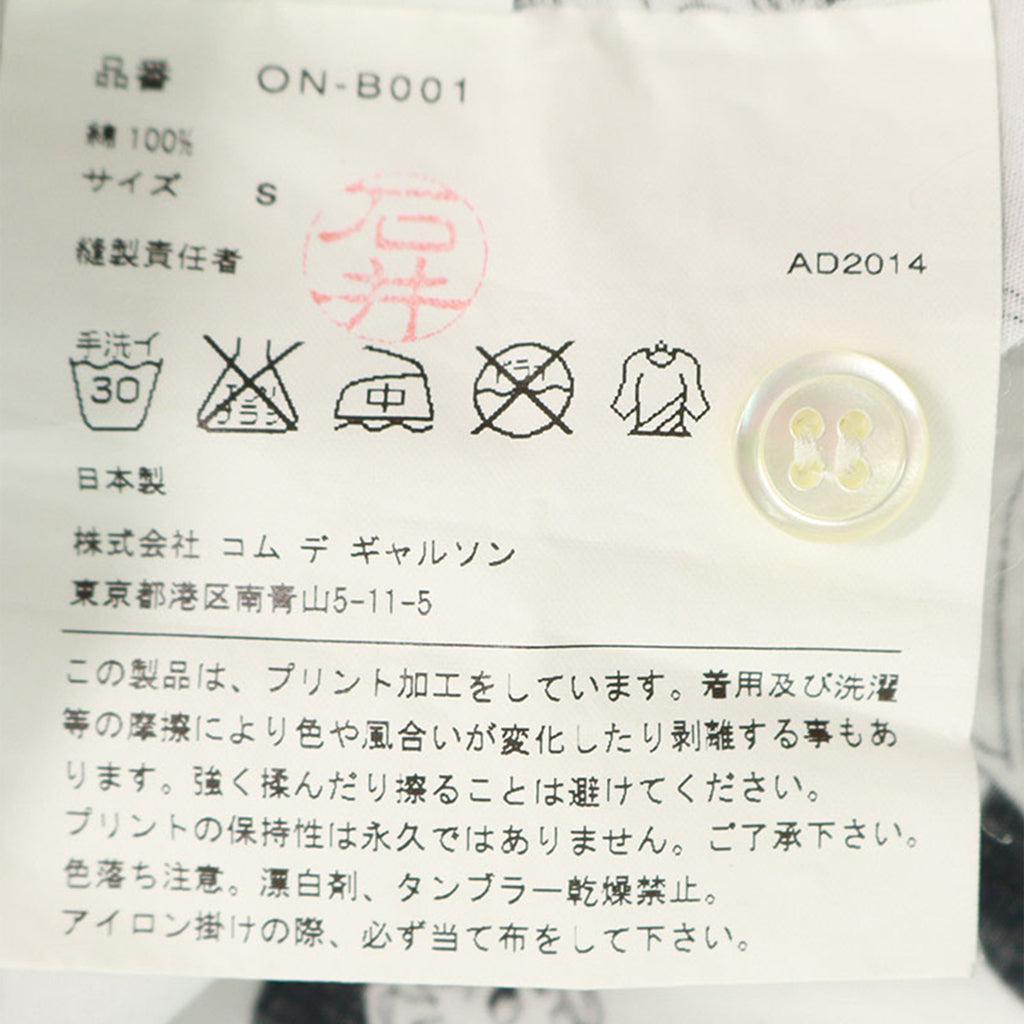 品番 ON-B001
綿 100%
サイズ S
縫製責任者 石井
AD2014
手洗イ
30 エンソ サラシ 中 ドライ
日本製
株式会社 コム デ ギャルソン
東京都港区南青山5-11-5
この製品は、プリント加工をしています。着用及び洗濯
等の摩擦により色や風合いが変化したり剥離する事もあ
ります。強く揉んだり擦ることは避けてください。
プリントの保持性は永久ではありません。ご了承下さい。
色落ち注意。漂白剤、タンブラー乾燥禁止。
アイロン掛けの際、必ず当て布をして下さい。